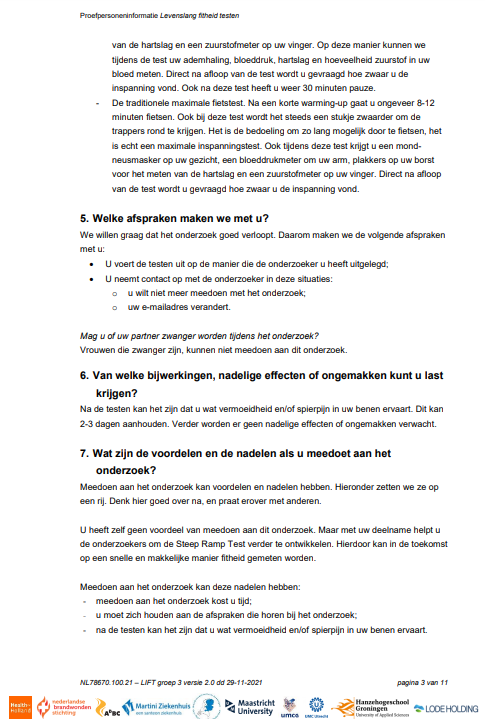 Proefpersoneninformatie Levenslang fitheid testen
van de hartslag en een zuurstofmeter op uw vinger. Op deze manier kunnen we
tijdens de test uw ademhaling, bloeddruk, hartslag en hoeveelheid zuurstof in uw
bloed meten. Direct na afloop van de test wordt u gevraagd hoe zwaar u de
inspanning vond. Ook na deze test heeft u weer 30 minuten pauze.
- De traditionele maximale fietstest. Na een korte warming-up gaat u ongeveer 8-12
minuten fietsen. Ook bij deze test wordt het steeds een stukje zwaarder om de
trappers rond te krijgen. Het is de bedoeling om zo lang mogelijk door te fietsen, het
is echt een maximale inspanningstest. Ook tijdens deze test krijgt u een mond-
neusmasker op uw gezicht, een bloeddrukmeter om uw arm, plakkers op uw borst
voor het meten van de hartslag en een zuurstofmeter op uw vinger. Direct na afloop
van de test wordt u gevraagd hoe zwaar u de inspanning vond.
5. Welke afspraken maken we met u?
We willen graag dat het onderzoek goed verloopt. Daarom maken we de volgende afspraken
met u:
• U voert de testen uit op de manier die de onderzoeker u heeft uitgelegd;
• U neemt contact op met de onderzoeker in deze situaties:
o u wilt niet meer meedoen met het onderzoek;
o uw e-mailadres verandert.
Mag u of uw partner zwanger worden tijdens het onderzoek?
Vrouwen die zwanger zijn, kunnen niet meedoen aan dit onderzoek.
6. Van welke bijwerkingen, nadelige effecten of ongemakken kunt u last
krijgen?
Na de testen kan het zijn dat u wat vermoeidheid en/of spierpijn in uw benen ervaart. Dit kan
2-3 dagen aanhouden. Verder worden er geen nadelige effecten of ongemakken verwacht.
7. Wat zijn de voordelen en de nadelen als u meedoet aan het
onderzoek?
Meedoen aan het onderzoek kan voordelen en nadelen hebben. Hieronder zetten we ze op
een rij. Denk hier goed over na, en praat erover met anderen.
U heeft zelf geen voordeel van meedoen aan dit onderzoek. Maar met uw deelname helpt u
de onderzoekers om de Steep Ramp Test verder te ontwikkelen. Hierdoor kan in de toekomst
op een snelle en makkelijke manier fitheid gemeten worden.
Meedoen aan het onderzoek kan deze nadelen hebben:
- meedoen aan het onderzoek kost u tijd;
- u moet zich houden aan de afspraken die horen bij het onderzoek;
- na de testen kan het zijn dat u wat vermoeidheid en/of spierpijn in uw benen ervaart.
NL78670.100.21 – LIFT groep 3 versie 2.0 dd 29-11-2021
pagina 3 van 11
Health~
Holland
nederlandse
brandwonden
stichting
A*BC
Martini Ziekenhuis
Maastricht
University
umcg
UMC Utrecht
Hanzehogeschool
Groningen
University of Applied Sciences
LODE HOLDING